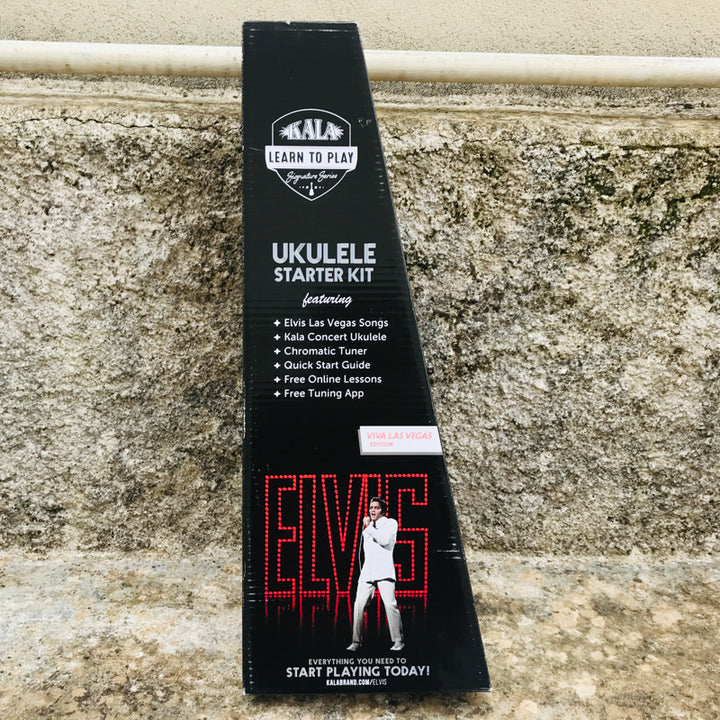 KALA
LEARN TO PLAY
Signature Series
UKULELE
STARTER KIT
featuring
+ Elvis Las Vegas Songs
+ Kala Concert Ukulele
+ Chromatic Tuner
+ Quick Start Guide
+ Free Online Lessons
+ Free Tuning App
VIVA LAS VEGAS
EDITION
ELVIS
EVERYTHING YOU NEED TO
START PLAYING TODAY!
KALABRAND.COM/ELVIS